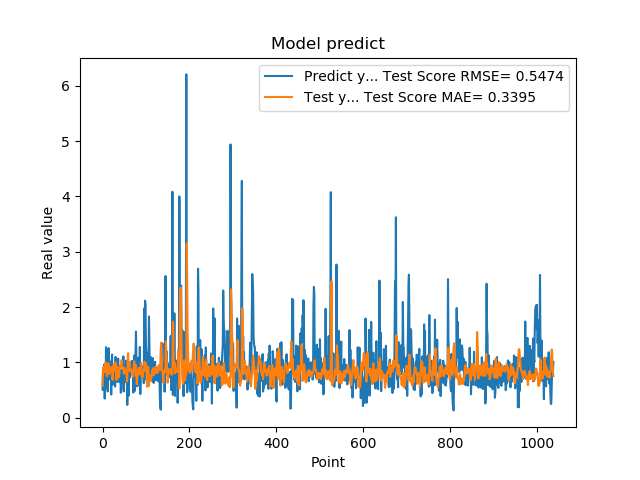 Model predict
Predict y... Test Score RMSE= 0.5474
Test y... Test Score MAE= 0.3395
6
5
4
3
2
1
0
Real value
0 200 400 600 800 1000
Point